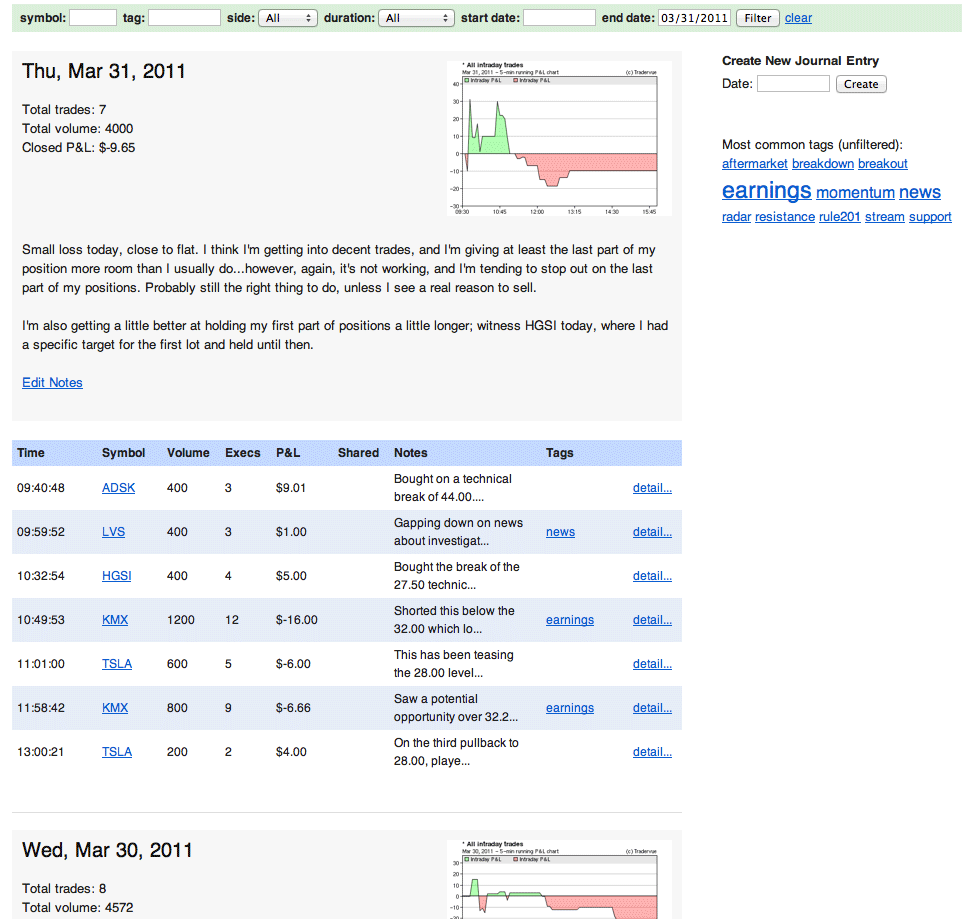 symbol: tag: side: All duration: All start date: end date: 03/31/2011 Filter clear
Thu, Mar 31, 2011
Total trades: 7
Total volume: 4000
Closed P&L: $-9.65
* All intraday trades
Mar 31, 2011 - 5-min running P&L chart (c) Tradervue
Intraday P&L Intraday P&L
40
30
20
10
0
-10
-20
-30
09:30 10:45 12:00 13:15 14:30 15:45
Small loss today, close to flat. I think I'm getting into decent trades, and I'm giving at least the last part of my
position more room than I usually do...however, again, it's not working, and I'm tending to stop out on the last
part of my positions. Probably still the right thing to do, unless I see a real reason to sell.
I'm also getting a little better at holding my first part of positions a little longer; witness HGSI today, where I had
a specific target for the first lot and held until then.
Edit Notes
Create New Journal Entry
Date: Create
Most common tags (unfiltered):
aftermarket breakdown breakout
earnings momentum news
radar resistance rule201 stream support
Time Symbol Volume Execs P&L Shared Notes Tags
09:40:48 ADSK 400 3 $9.01 Bought on a technical
break of 44.00.... detail...
09:59:52 LVS 400 3 $1.00 Gapping down on news
about investigat... news detail...
10:32:54 HGSI 400 4 $5.00 Bought the break of the
27.50 technic... detail...
10:49:53 KMX 1200 12 $-16.00 Shorted this below the
32.00 which lo... earnings detail...
11:01:00 TSLA 600 5 $-6.00 This has been teasing
the 28.00 level... detail...
11:58:42 KMX 800 9 $-6.66 Saw a potential
opportunity over 32.2... earnings detail...
13:00:21 TSLA 200 2 $4.00 On the third pullback to
28.00, playe... detail...
Wed, Mar 30, 2011
Total trades: 8
Total volume: 4572
* All intraday trades
Mar 30, 2011 - 5-min running P&L chart (c) Tradervue
Intraday P&L Intraday P&L
30
20
10
0
-10